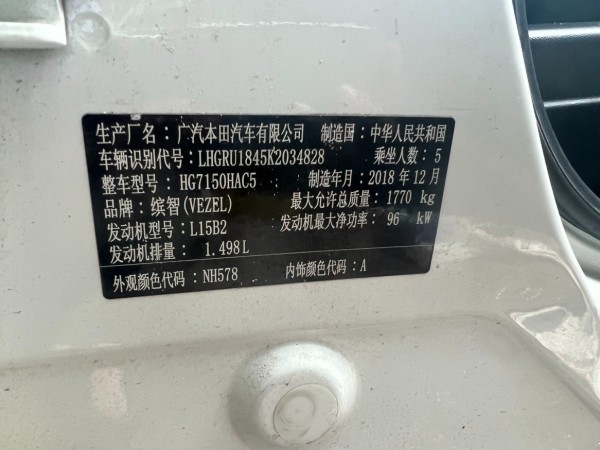 生产厂名：广汽本田汽车有限公司 制造国：中华人民共和国
车辆识别代号：LHGRU1845K2034828 乘坐人数：5
整车型号：HG7150HAC5 制造年月：2018年12月
品牌：缤智(VEZEL) 最大允许总质量：1770 kg
发动机型号：L15B2 发动机最大净功率：96 kW
发动机排量：1.498L
外观颜色代码：NH578 内饰颜色代码：A